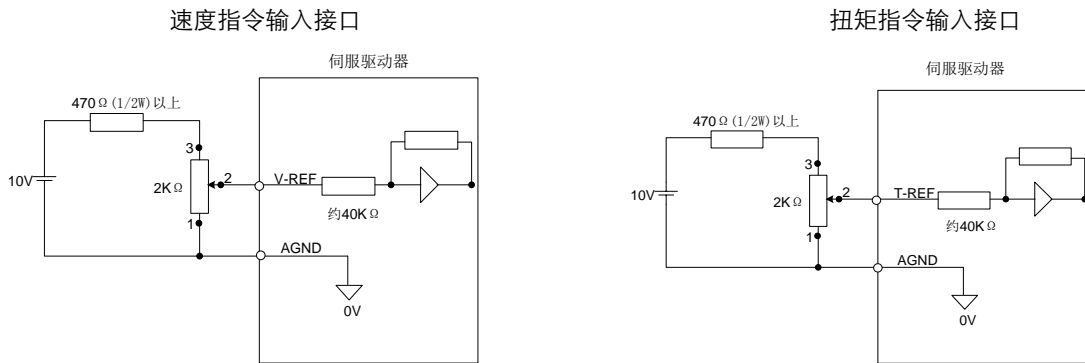 速度指令输入接口
伺服驱动器
470Ω(1/2W)以上
3
10V
2KΩ
2
V-REF
约40KΩ
1
AGND
0V
扭矩指令输入接口
伺服驱动器
470Ω(1/2W)以上
3
10V
2KΩ
2
T-REF
约40KΩ
1
AGND
0V